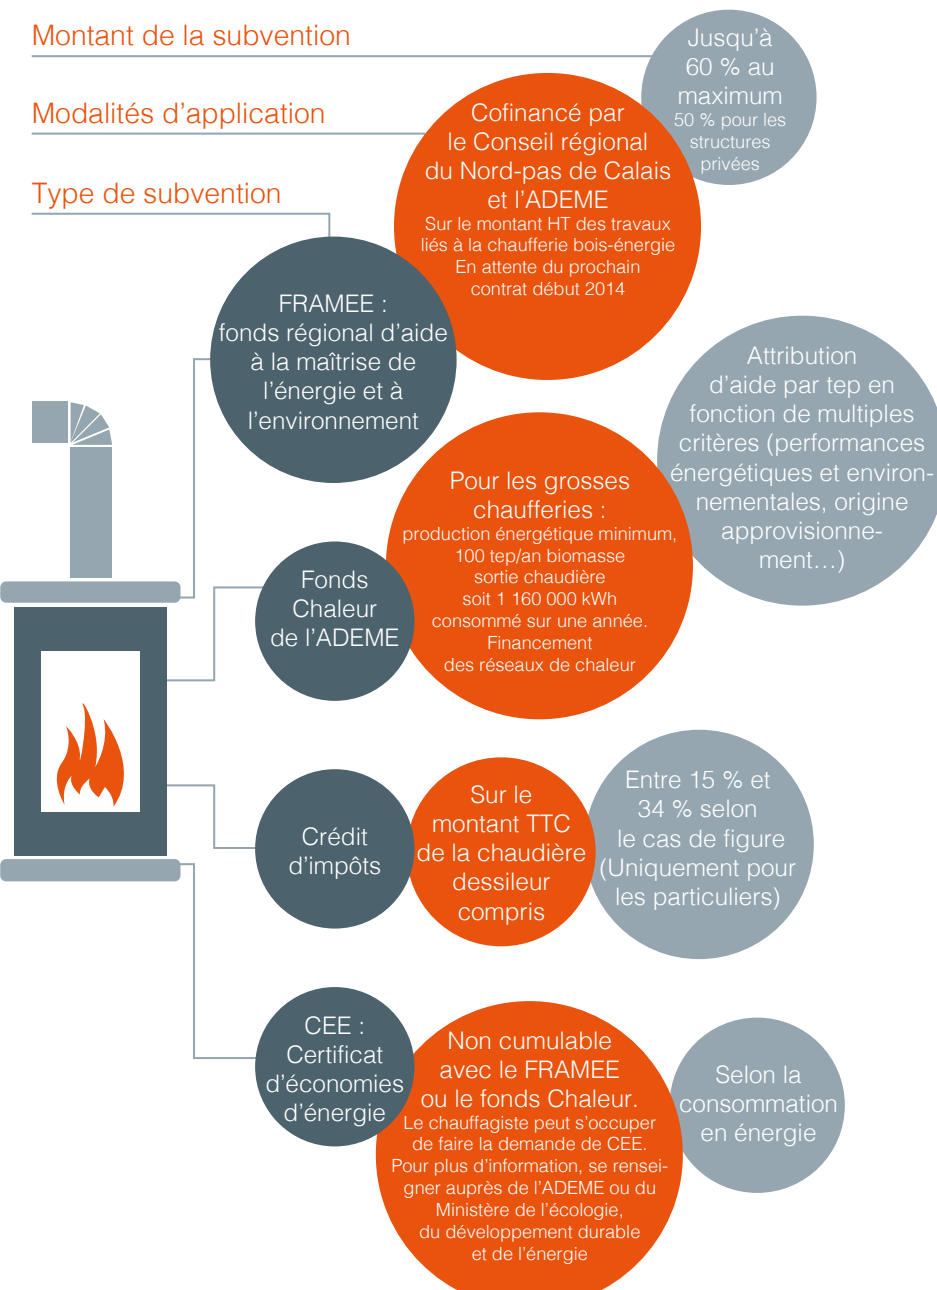 Montant de la subvention
Modalités d'application
Type de subvention
FRAMEE :
fonds régional d'aide
à la maîtrise de
l'énergie et à
l'environnement
Cofinancé par
le Conseil régional
du Nord-pas de Calais
et l'ADEME
Sur le montant HT des travaux
liés à la chaufferie bois-énergie
En attente du prochain
contrat début 2014
Jusqu'à
60 % au
maximum
50 % pour les
structures
privées
Fonds
Chaleur
de l'ADEME
Pour les grosses
chaufferies :
production énergétique minimum,
100 tep/an biomasse
sortie chaudière
soit 1 160 000 kWh
consommé sur une année.
Financement
des réseaux de chaleur
Attribution
d'aide par tep en
fonction de multiples
critères (performances
énergétiques et environ-
nementales, origine
approvisionne-
ment…)
Crédit
d'impôts
Sur le
montant TTC
de la chaudière
dessileur
compris
Entre 15 % et
34 % selon
le cas de figure
(Uniquement pour
les particuliers)
CEE :
Certificat
d'économies
d'énergie
Non cumulable
avec le FRAMEE
ou le fonds Chaleur.
Le chauffagiste peut s'occuper
de faire la demande de CEE.
Pour plus d'information, se rensei-
gner auprès de l'ADEME ou du
Ministère de l'écologie,
du développement durable
et de l'énergie
Selon la
consommation
en énergie